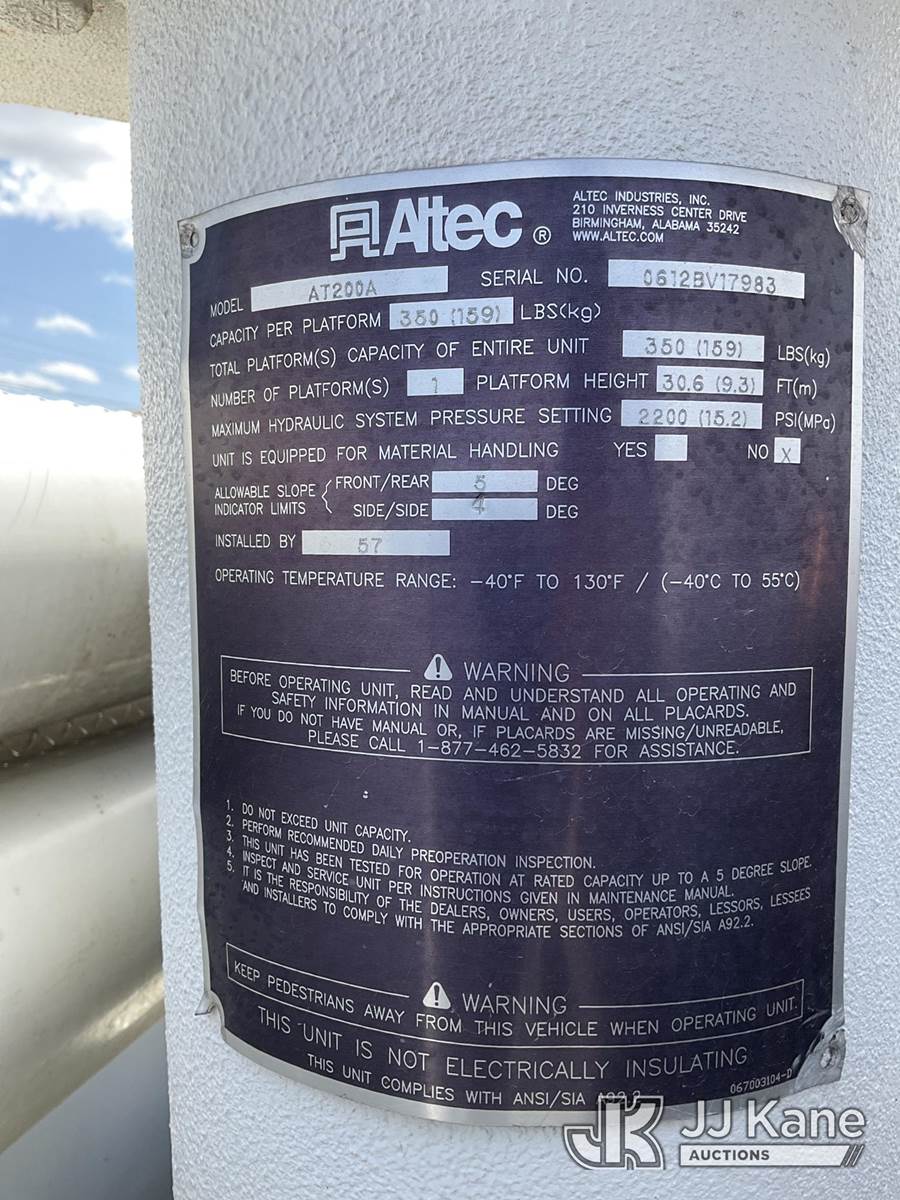 Altec®
ALTEC INDUSTRIES, INC.
210 INVERNESS CENTER DRIVE
BIRMINGHAM, ALABAMA 35242
WWW.ALTEC.COM
MODEL AT200A SERIAL NO. 0612BV17983
CAPACITY PER PLATFORM 350 (159) LBS(kg)
TOTAL PLATFORM(S) CAPACITY OF ENTIRE UNIT 350 (159) LBS(kg)
NUMBER OF PLATFORM(S) 1 PLATFORM HEIGHT 30.6 (9.3) FT(m)
MAXIMUM HYDRAULIC SYSTEM PRESSURE SETTING 2200 (15.2) PSI(MPa)
UNIT IS EQUIPPED FOR MATERIAL HANDLING YES NO X
ALLOWABLE SLOPE INDICATOR LIMITS
FRONT/REAR 5 DEG
SIDE/SIDE 4 DEG
INSTALLED BY 57
OPERATING TEMPERATURE RANGE: -40°F TO 130°F / (-40°C TO 55°C)
WARNING
BEFORE OPERATING UNIT, READ AND UNDERSTAND ALL OPERATING AND
SAFETY INFORMATION IN MANUAL AND ON ALL PLACARDS.
IF YOU DO NOT HAVE MANUAL OR, IF PLACARDS ARE MISSING/UNREADABLE,
PLEASE CALL 1-877-462-5832 FOR ASSISTANCE.
1. DO NOT EXCEED UNIT CAPACITY.
2. PERFORM RECOMMENDED DAILY PREOPERATION INSPECTION.
3. THIS UNIT HAS BEEN TESTED FOR OPERATION AT RATED CAPACITY UP TO A 5 DEGREE SLOPE.
4. INSPECT AND SERVICE UNIT PER INSTRUCTIONS GIVEN IN MAINTENANCE MANUAL.
5. IT IS THE RESPONSIBILITY OF THE DEALERS, OWNERS, USERS, OPERATORS, LESSORS, LESSEES
AND INSTALLERS TO COMPLY WITH THE APPROPRIATE SECTIONS OF ANSI/SIA A92.2.
WARNING
KEEP PEDESTRIANS AWAY FROM THIS VEHICLE WHEN OPERATING UNIT.
THIS UNIT IS NOT ELECTRICALLY INSULATING
THIS UNIT COMPLIES WITH ANSI/SIA A92.2
067003104-D
JK JJ Kane
AUCTIONS